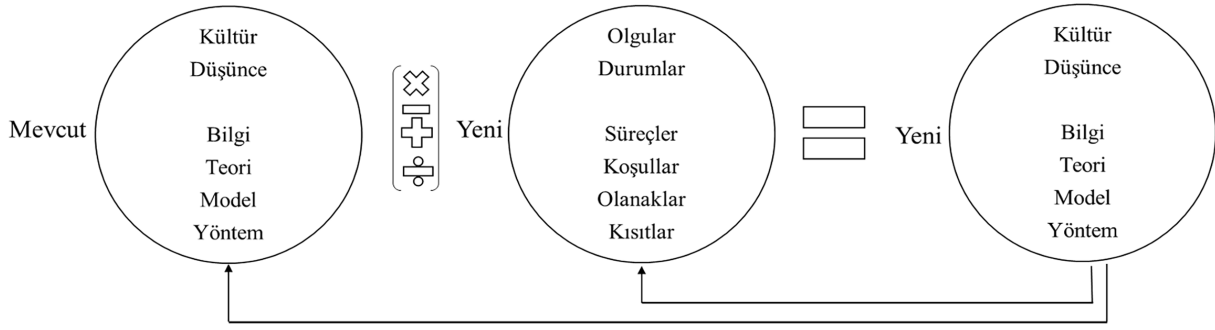 Mevcut
Kültür
Düşünce
Bilgi
Teori
Model
Yöntem
Yeni
Olgular
Durumlar
Süreçler
Koşullar
Olanaklar
Kısıtlar
Yeni
Kültür
Düşünce
Bilgi
Teori
Model
Yöntem